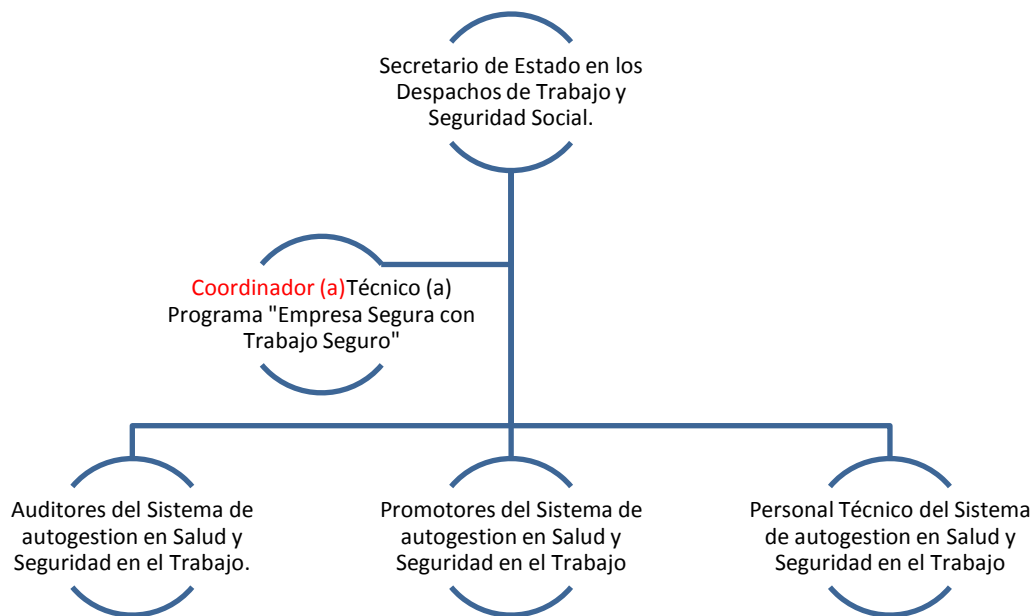 Secretario de Estado en los
Despachos de Trabajo y
Seguridad Social.
Coordinador (a)Técnico (a)
Programa "Empresa Segura con
Trabajo Seguro"
Auditores del Sistema de
autogestion en Salud y
Seguridad en el Trabajo.
Promotores del Sistema de
autogestion en Salud y
Seguridad en el Trabajo
Personal Técnico del Sistema
de autogestion en Salud y
Seguridad en el Trabajo